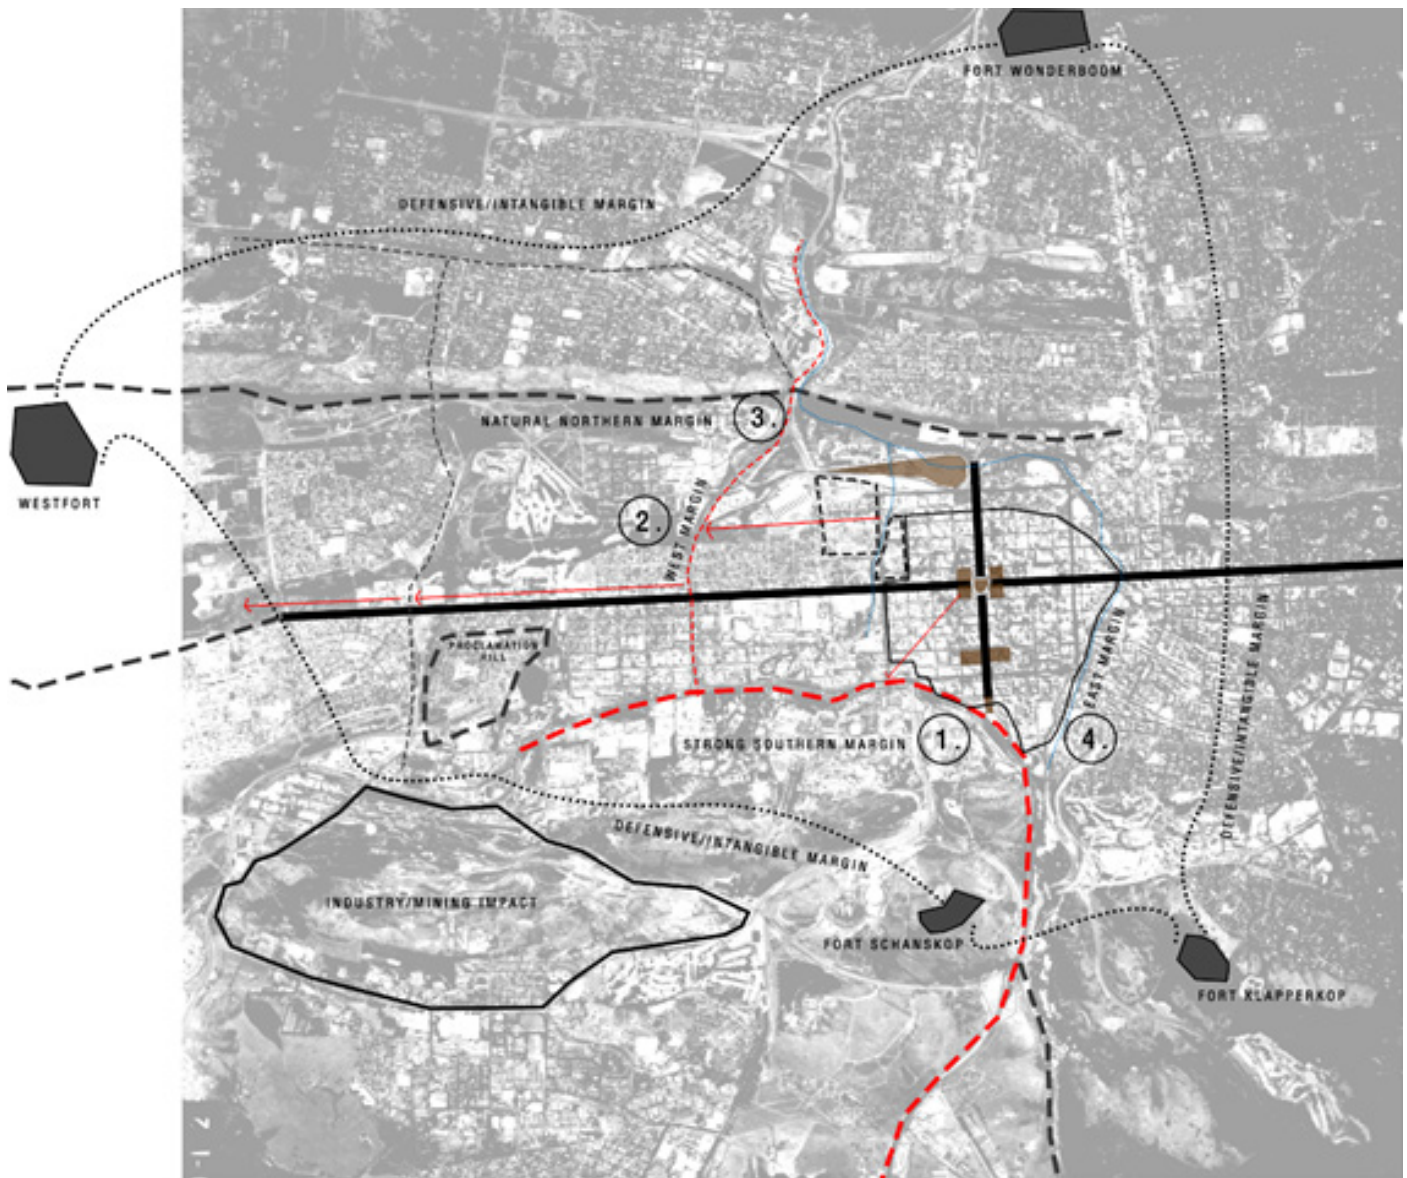 FORT WONDERBOOM
DEFENSIVE/INTANGIBLE MARGIN
NATURAL NORTHERN MARGIN
3.
WESTFORT
2.
WEST MARGIN
PROCLAMATION
HILL
EAST MARGIN
DEFENSIVE/INTANGIBLE MARGIN
STRONG SOUTHERN MARGIN
1.
4.
DEFENSIVE/INTANGIBLE MARGIN
INDUSTRY/MINING IMPACT
FORT SCHANSKOP
FORT KLAPPERKOP